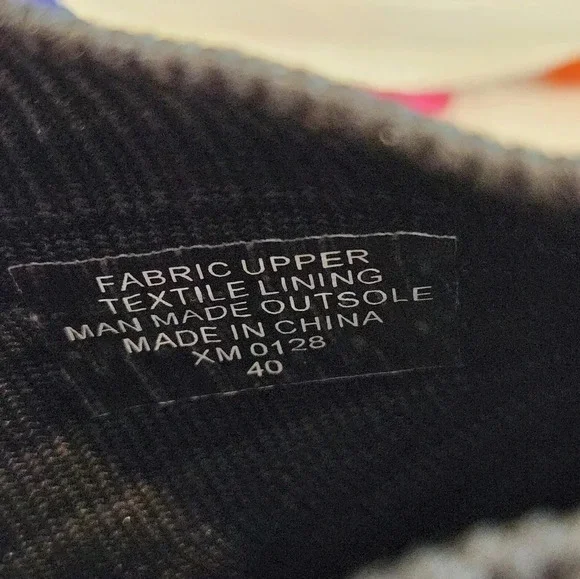 FABRIC UPPER
TEXTILE LINING
MAN MADE OUTSOLE
MADE IN CHINA
XM 0128
40